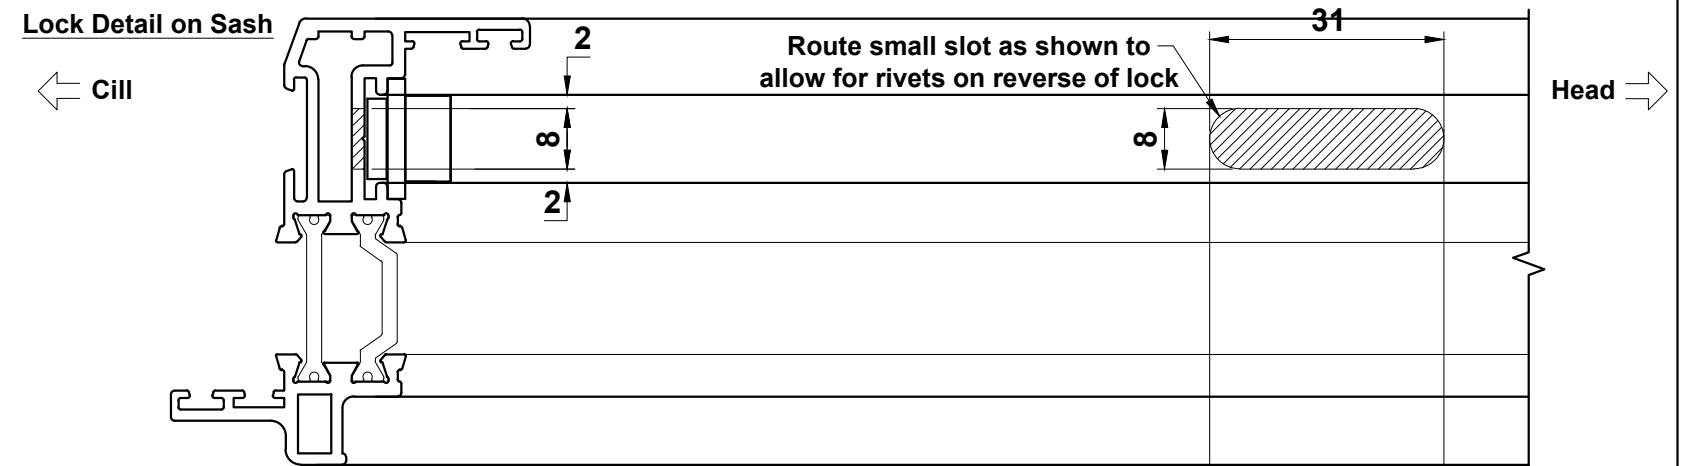 Lock Detail on Sash
Cill
2
8
2
Route small slot as shown to
allow for rivets on reverse of lock
31
8
Head